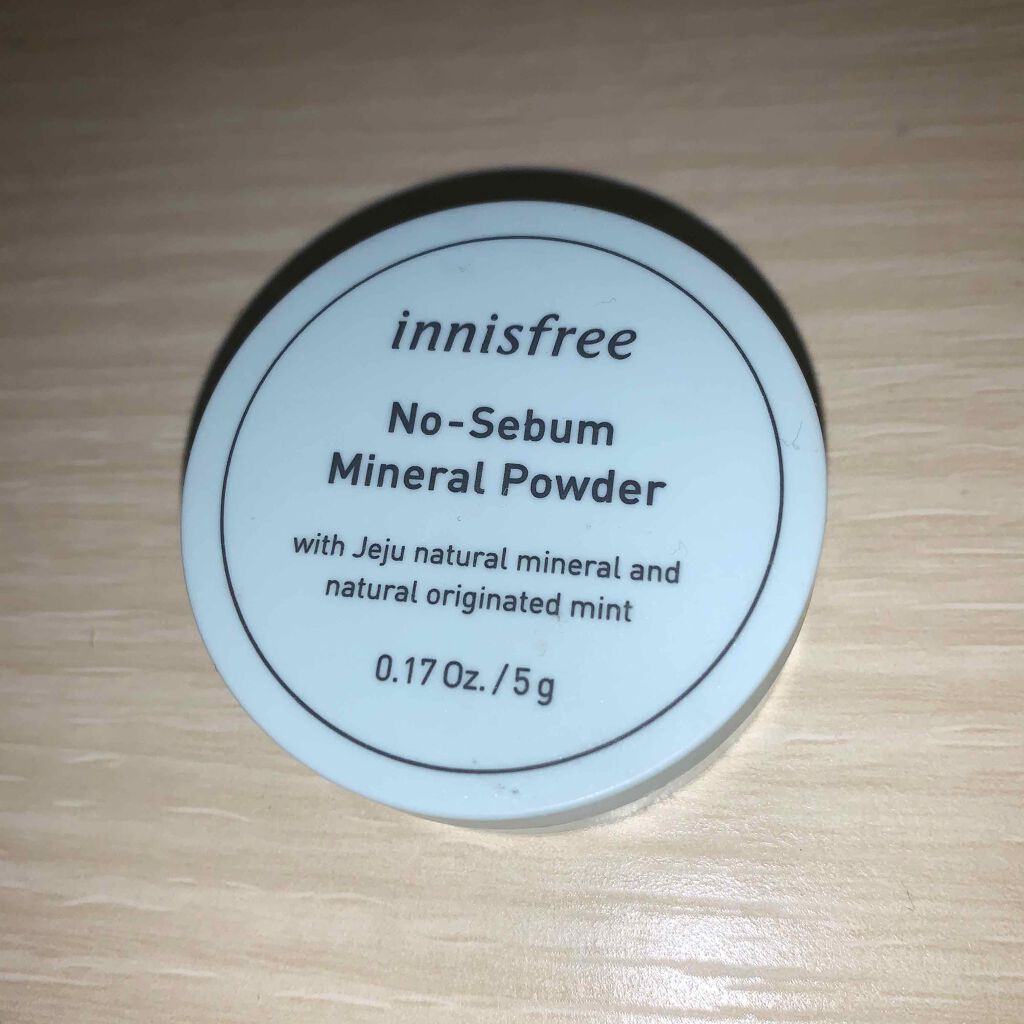 innisfree
No-Sebum
Mineral Powder
with Jeju natural mineral and
natural originated mint
0.17 Oz. / 5 g